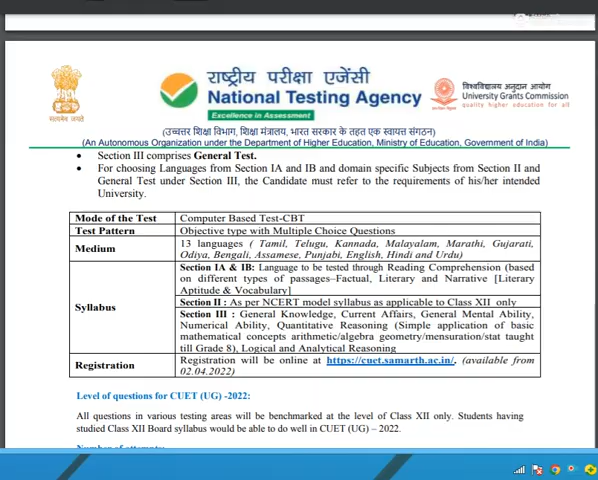 सत्यमेव जयते
राष्ट्रीय परीक्षा एजेंसी
National Testing Agency
Excellence in Assessment
विश्वविद्यालय अनुदान आयोग
University Grants Commission
quality higher education for all
(उच्चतर शिक्षा विभाग, शिक्षा मंत्रालय, भारत सरकार के तहत एक स्वायत्त संगठन)
(An Autonomous Organization under the Department of Higher Education, Ministry of Education, Government of India)
• Section III comprises General Test.
• For choosing Languages from Section IA and IB and domain specific Subjects from Section II and
General Test under Section III, the Candidate must refer to the requirements of his/her intended
University.
Mode of the Test Computer Based Test-CBT
Test Pattern Objective type with Multiple Choice Questions
Medium 13 languages ( Tamil, Telugu, Kannada, Malayalam, Marathi, Gujarati,
Odiya, Bengali, Assamese, Punjabi, English, Hindi and Urdu)
Syllabus
Section IA & IB: Language to be tested through Reading Comprehension (based
on different types of passages–Factual, Literary and Narrative [Literary
Aptitude & Vocabulary]
Section II : As per NCERT model syllabus as applicable to Class XII only
Section III : General Knowledge, Current Affairs, General Mental Ability,
Numerical Ability, Quantitative Reasoning (Simple application of basic
mathematical concepts arithmetic/algebra geometry/mensuration/stat taught
till Grade 8), Logical and Analytical Reasoning
Registration Registration will be online at https://cuet.samarth.ac.in/. (available from
02.04.2022)
Level of questions for CUET (UG) -2022:
All questions in various testing areas will be benchmarked at the level of Class XII only. Students having
studied Class XII Board syllabus would be able to do well in CUET (UG) – 2022.
Number of attempts: